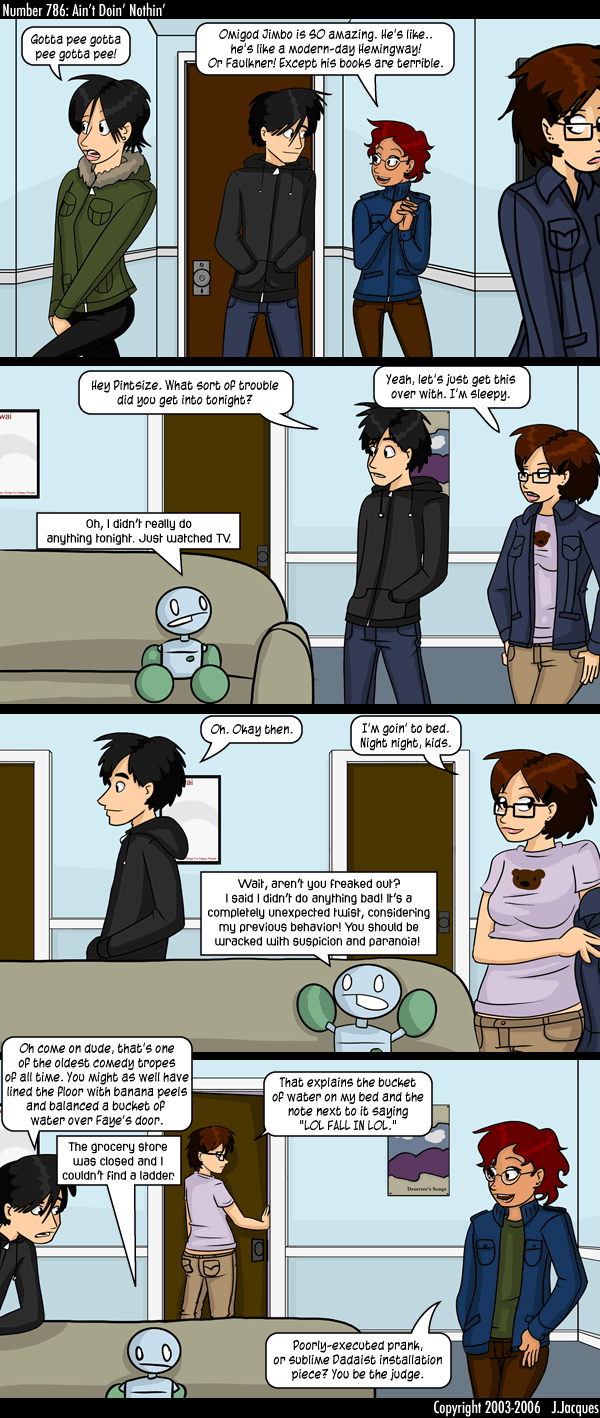 Number 786: Ain't Doin' Nothin'
Gotta pee gotta
pee gotta pee!
Omigod Jimbo is SO amazing. He's like..
he's like a modern-day Hemingway!
Or Faulkner! Except his books are terrible.
Hey Pintsize. What sort of trouble
did you get into tonight?
Yeah, let's just get this
over with. I'm sleepy.
wai
Oh, I didn't really do
anything tonight. Just watched TV.
Oh. Okay then.
I'm goin' to bed.
Night night, kids.
wai
Wait, aren't you freaked out?
I said I didn't do anything bad! It's a
completely unexpected twist, considering
my previous behavior! You should be
wracked with suspicion and paranoia!
Oh come on dude, that's one
of the oldest comedy tropes
of all time. You might as well have
lined the floor with banana peels
and balanced a bucket of
water over Faye's door.
That explains the bucket
of water on my bed and the
note next to it saying
"LOL FALL IN LOL."
The grocery store
was closed and I
couldn't find a ladder.
Deserter's Songs
Poorly-executed prank,
or sublime Dadaist installation
piece? You be the judge.
Copyright 2003-2006 J.Jacques